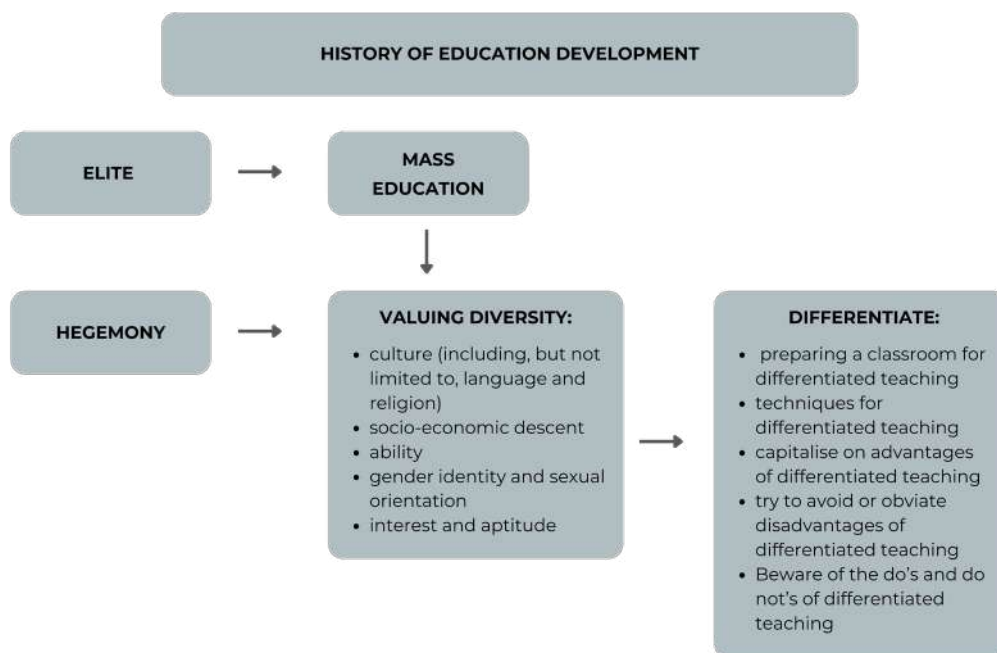 HISTORY OF EDUCATION DEVELOPMENT
ELITE
MASS
EDUCATION
HEGEMONY
VALUING DIVERSITY:
• culture (including, but not
limited to, language and
religion)
• socio-economic descent
• ability
• gender identity and sexual
orientation
• interest and aptitude
DIFFERENTIATE:
• preparing a classroom for
differentiated teaching
• techniques for
differentiated teaching
• capitalise on advantages
of differentiated teaching
• try to avoid or obviate
disadvantages of
differentiated teaching
• Beware of the do's and do
not's of differentiated
teaching